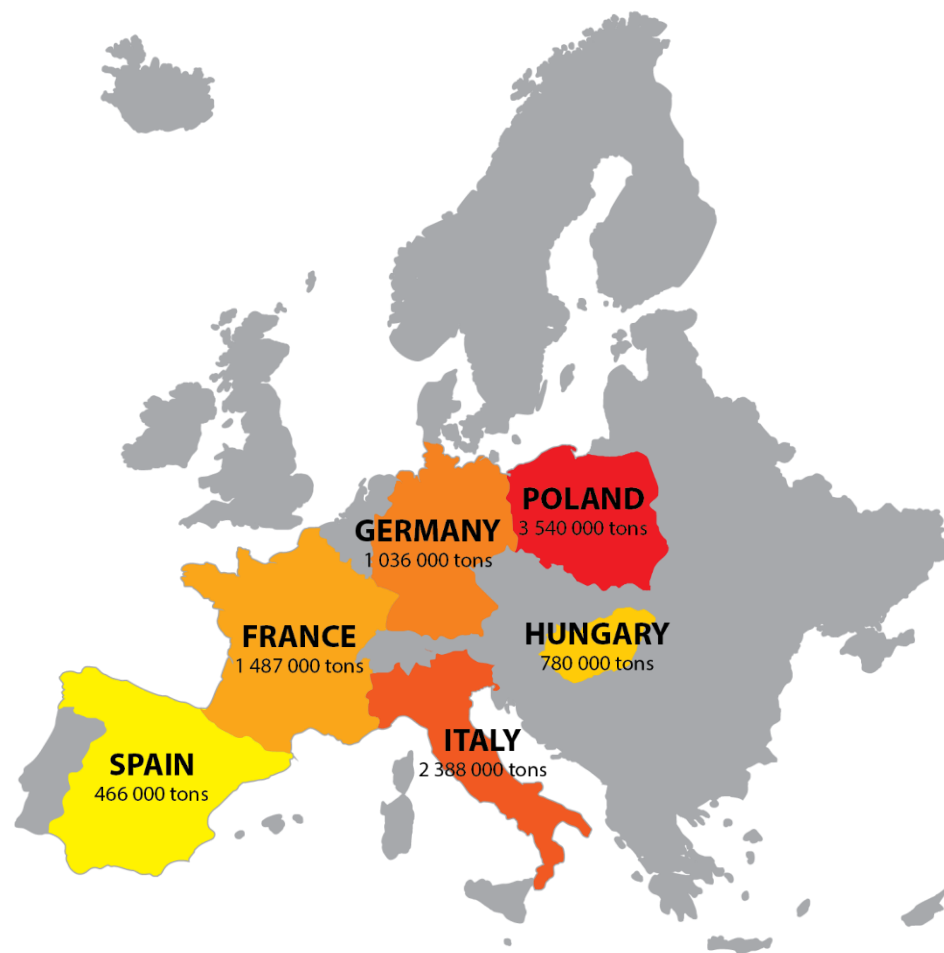 POLAND
3 540 000 tons
GERMANY
1 036 000 tons
FRANCE
1 487 000 tons
HUNGARY
780 000 tons
ITALY
2 388 000 tons
SPAIN
466 000 tons